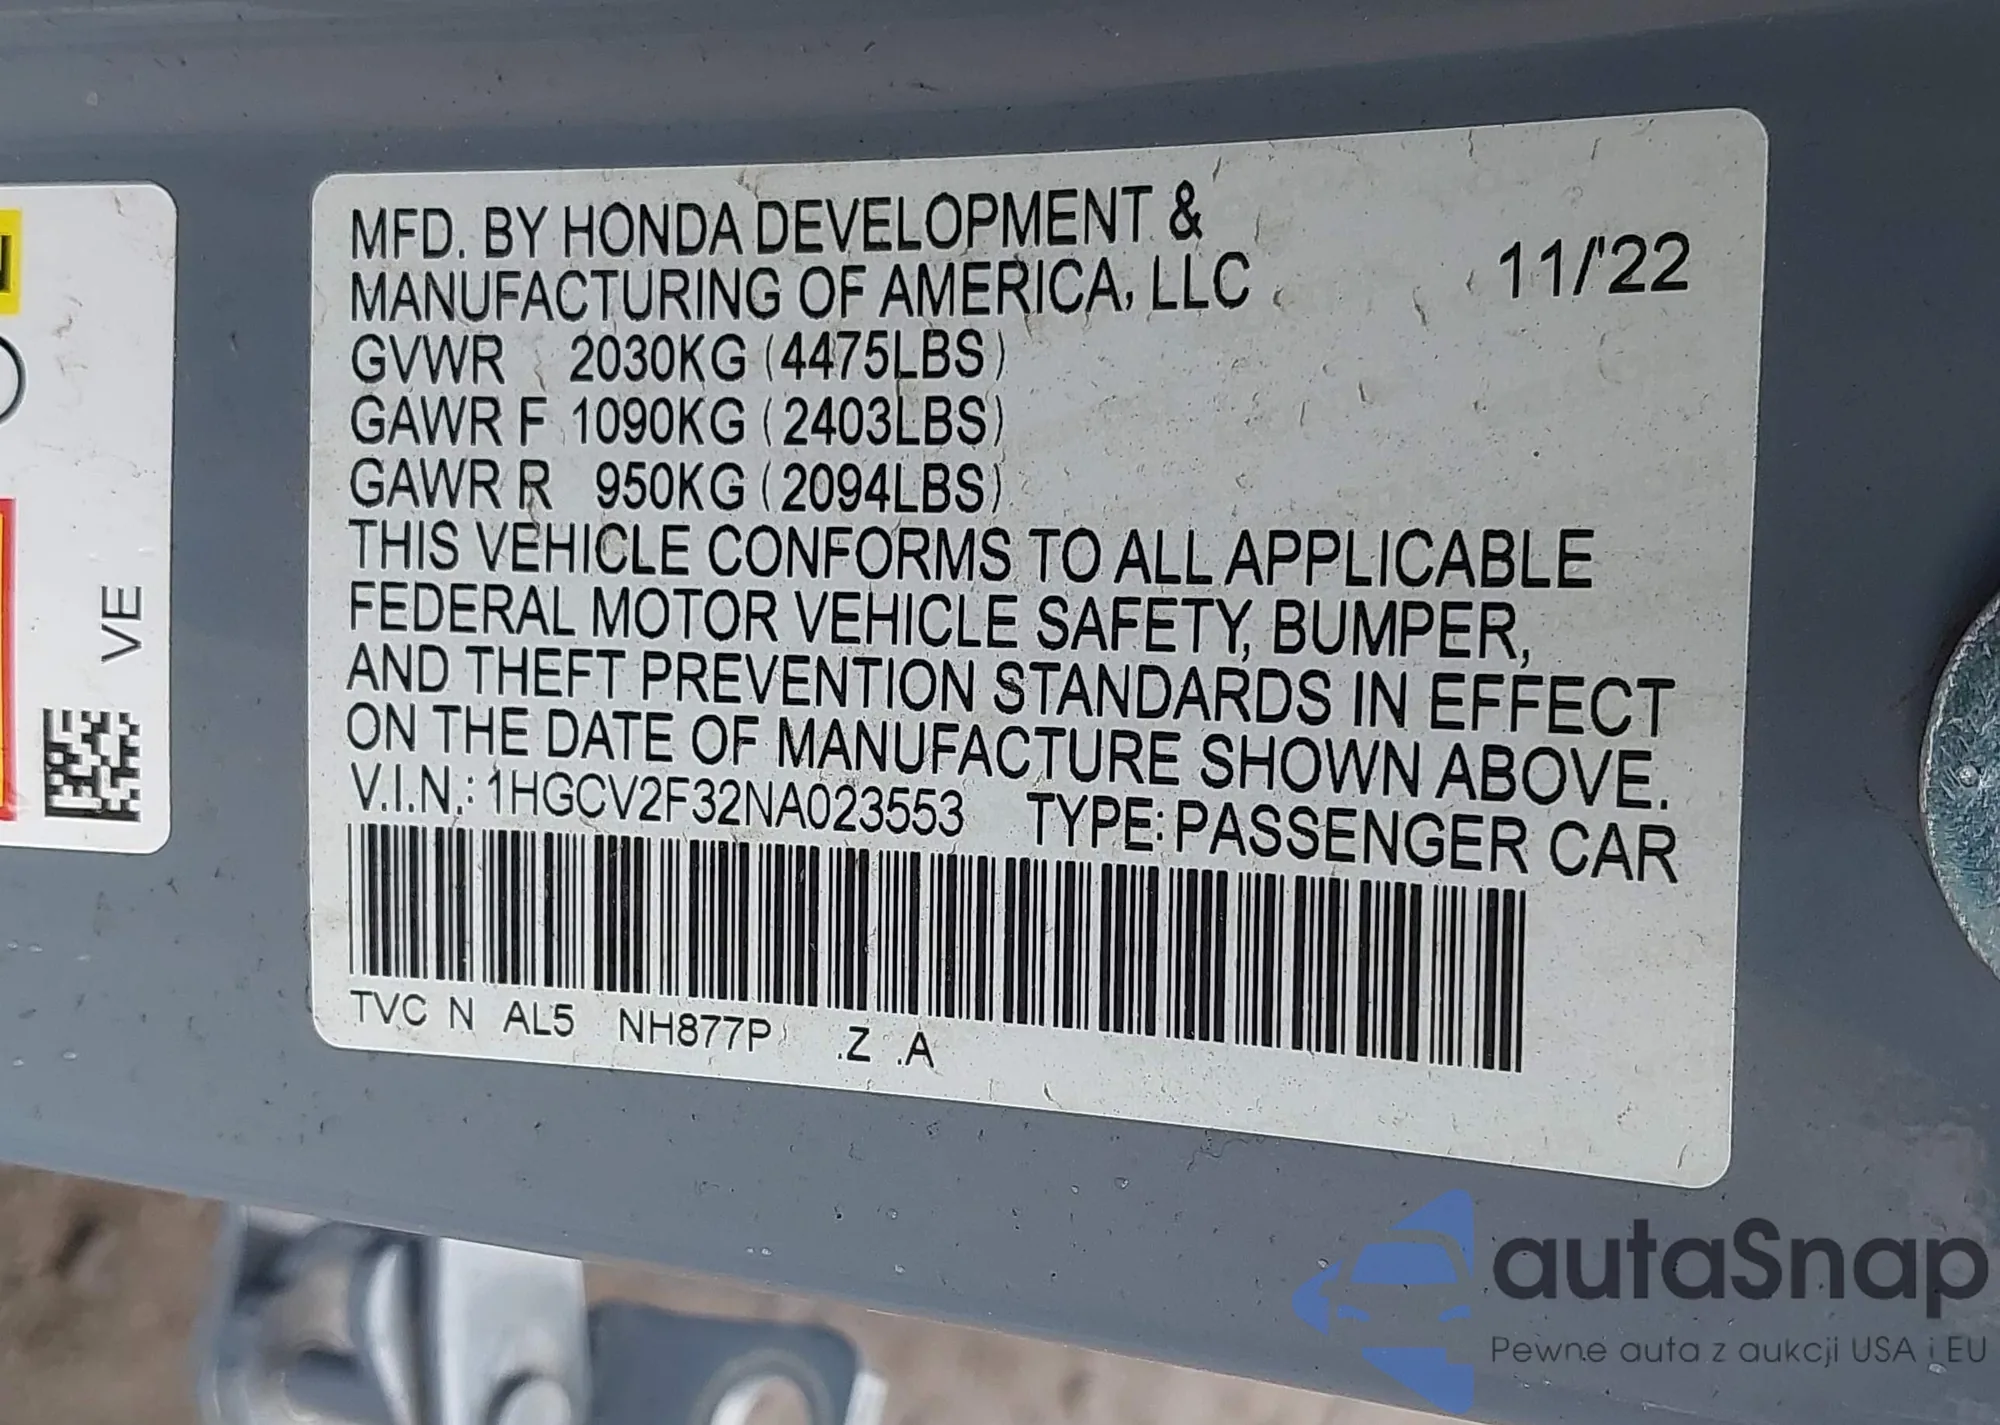 MFD. BY HONDA DEVELOPMENT &
MANUFACTURING OF AMERICA, LLC 11/'22
GVWR 2030KG (4475LBS)
GAWR F 1090KG (2403LBS)
GAWR R 950KG (2094LBS)
THIS VEHICLE CONFORMS TO ALL APPLICABLE
FEDERAL MOTOR VEHICLE SAFETY, BUMPER,
AND THEFT PREVENTION STANDARDS IN EFFECT
ON THE DATE OF MANUFACTURE SHOWN ABOVE.
V.I.N.: 1HGCV2F32NA023553 TYPE: PASSENGER CAR
TVC N AL5 NH877P .Z .A
VE
autaSnap
Pewne auta z aukcji USA i EU